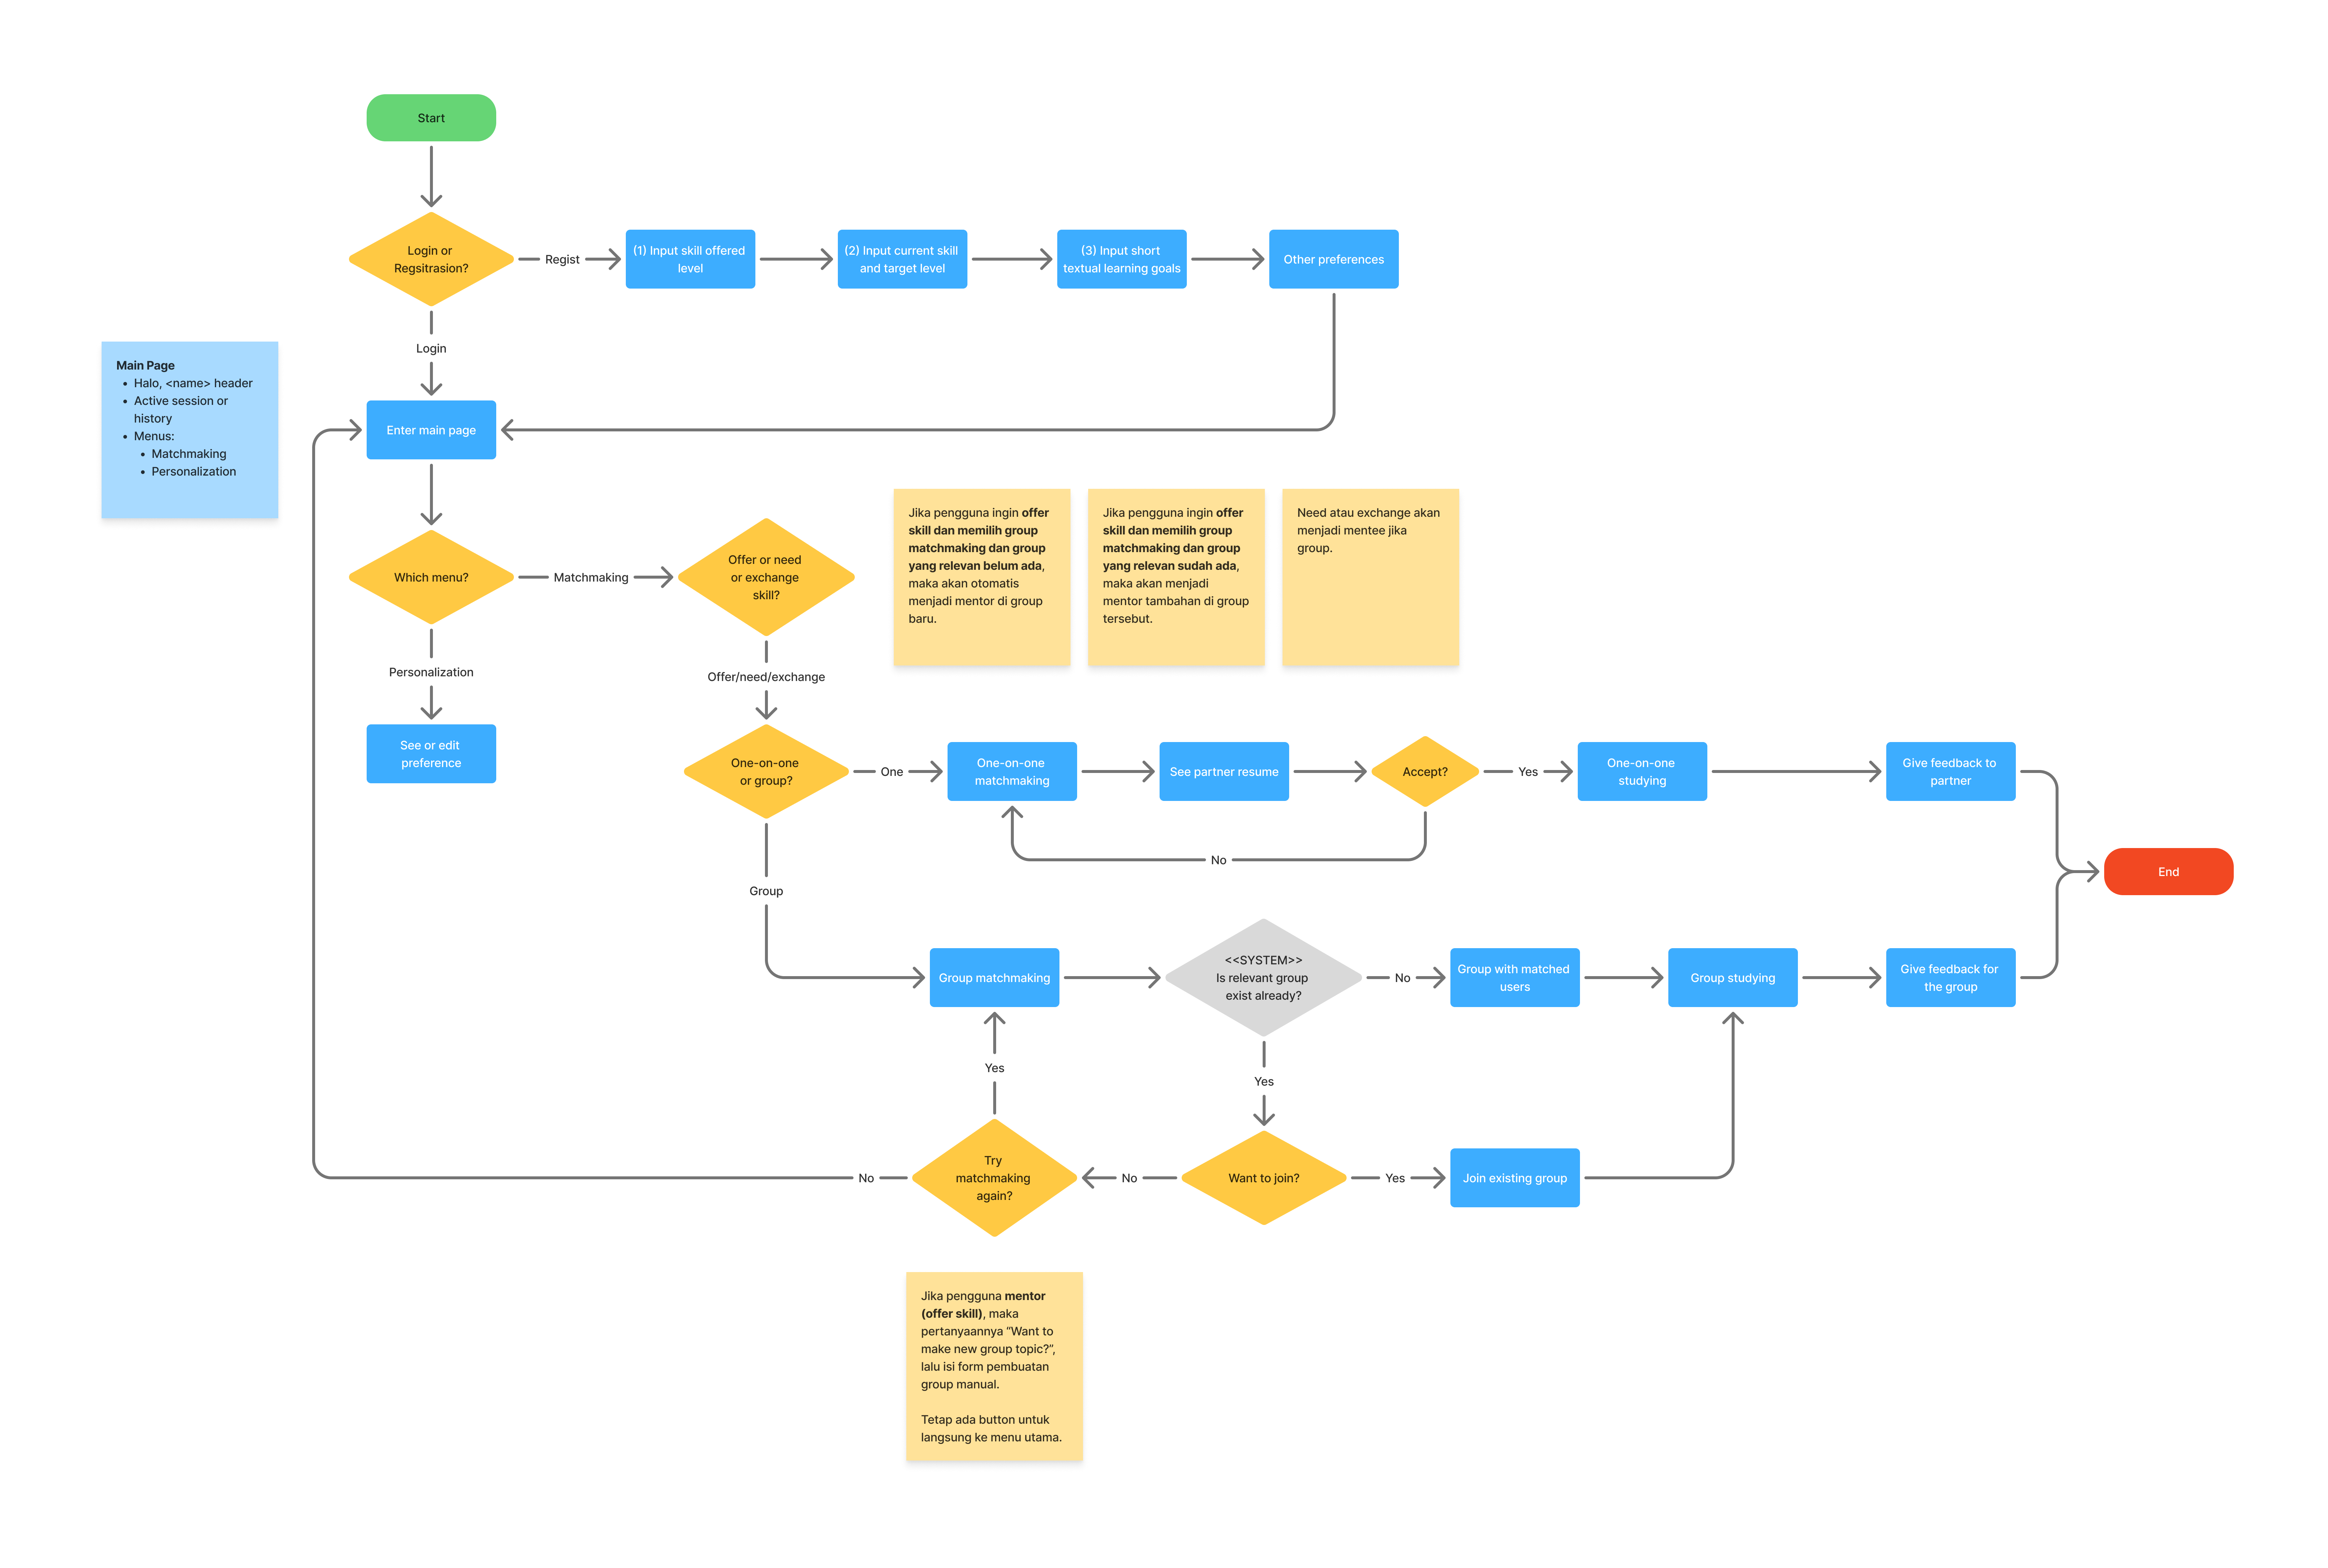 Start
Login or
Regsitrasion?
Regist
(1) Input skill offered
level
(2) Input current skill
and target level
(3) Input short
textual learning goals
Other preferences
Login
Main Page
Halo, <name> header
Active session or
history
Menus:
Matchmaking
Personalization
Enter main page
Which menu?
Matchmaking
Offer or need
or exchange
skill?
Jika pengguna ingin offer
skill dan memilih group
matchmaking dan group
yang relevan belum ada,
maka akan otomatis
menjadi mentor di group
baru.
Jika pengguna ingin offer
skill dan memilih group
matchmaking dan group
yang relevan sudah ada,
maka akan menjadi
mentor tambahan di group
tersebut.
Need atau exchange akan
menjadi mentee jika
group.
Personalization
See or edit
preference
Offer/need/exchange
One-on-one
or group?
One
One-on-one
matchmaking
See partner resume
Accept?
Yes
One-on-one
studying
Give feedback to
partner
No
End
Group
Group matchmaking
<<SYSTEM>>
Is relevant group
exist already?
No
Group with matched
users
Group studying
Give feedback for
the group
Yes
Yes
No
Try
matchmaking
again?
No
Want to join?
Yes
Join existing group
Jika pengguna mentor
(offer skill), maka
pertanyaannya “Want to
make new group topic?”,
lalu isi form pembuatan
group manual.
Tetap ada button untuk
langsung ke menu utama.